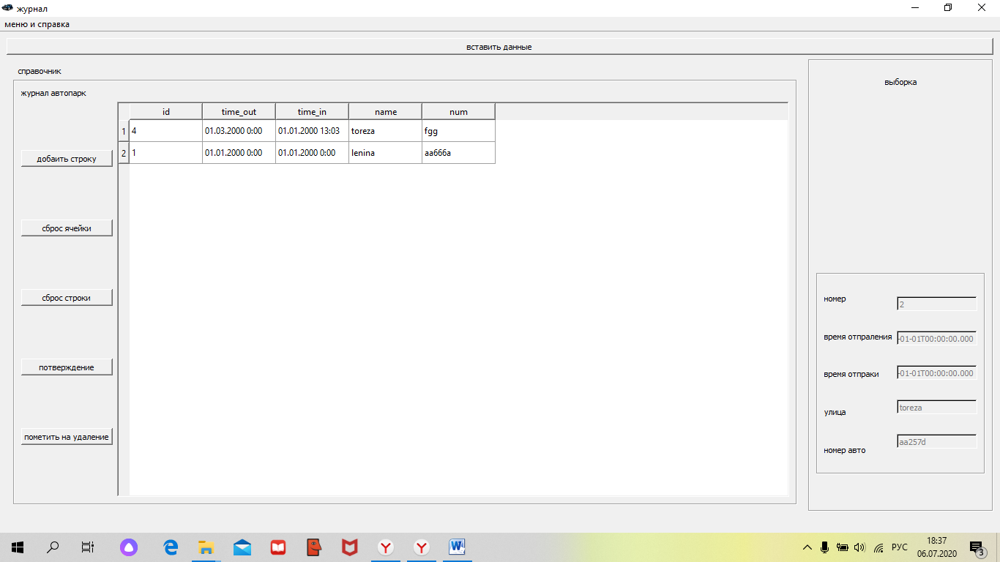 журнал
меню и справка
вставить данные
справочник
журнал автопарк
id time_out time_in name num
1 4 01.03.2000 0:00 01.01.2000 13:03 toreza fgg
2 1 01.01.2000 0:00 01.01.2000 0:00 lenina aa666a
добаить строку
сброс ячейки
сброс строки
потверждение
пометить на удаление
выборка
номер 2
время отпраления -01-01T00:00:00.000
время отпраки -01-01T00:00:00.000
улица toreza
номер авто aa257d
РУС
18:37
06.07.2020
3